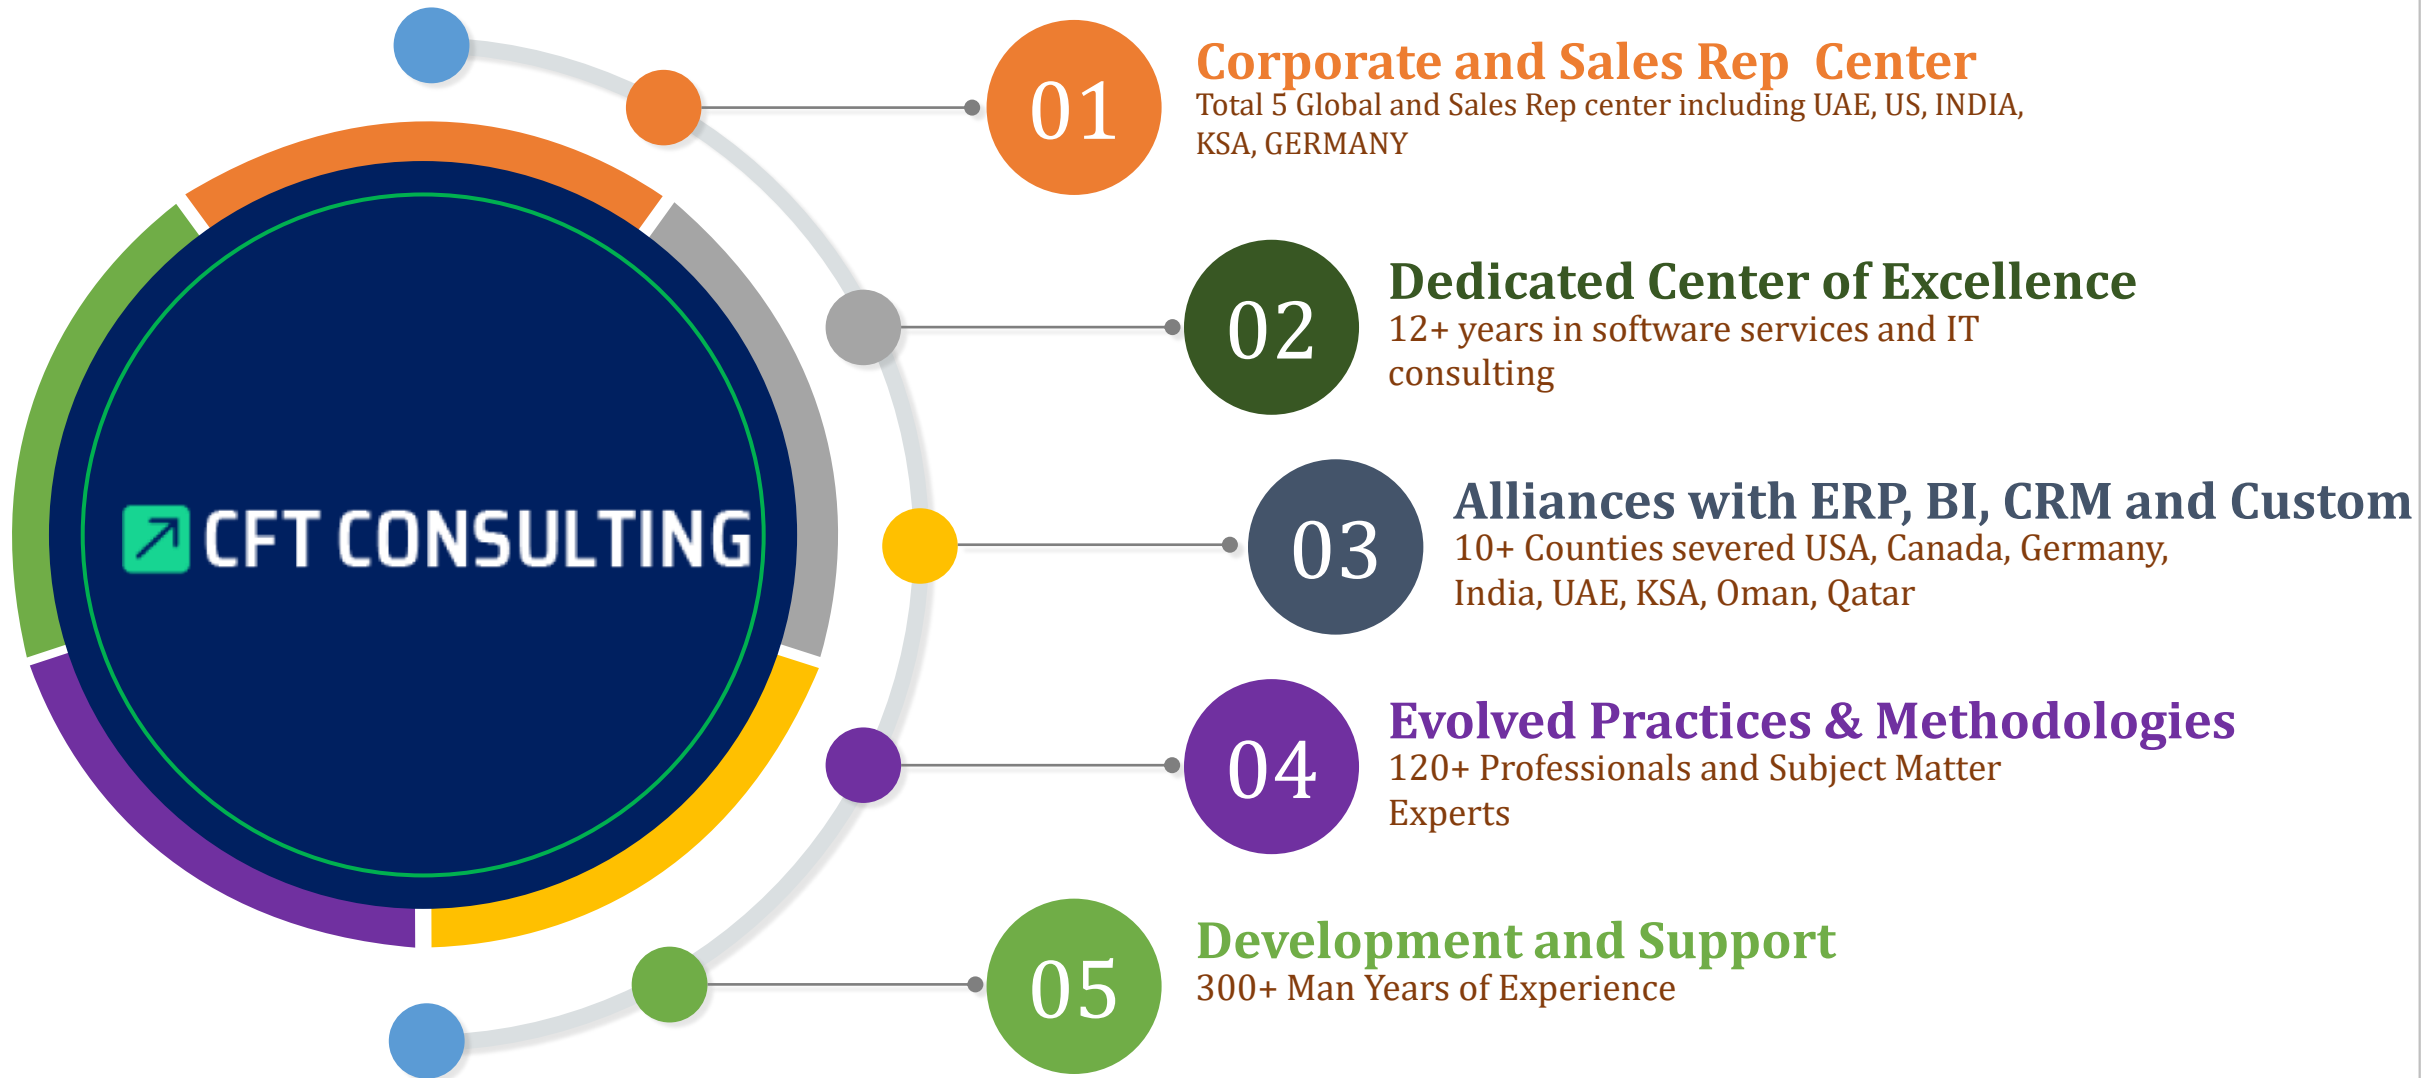 CFT CONSULTING
01
Corporate and Sales Rep Center
Total 5 Global and Sales Rep center including UAE, US, INDIA,
KSA, GERMANY
02
Dedicated Center of Excellence
12+ years in software services and IT
consulting
03
Alliances with ERP, BI, CRM and Custom
10+ Counties severed USA, Canada, Germany,
India, UAE, KSA, Oman, Qatar
04
Evolved Practices & Methodologies
120+ Professionals and Subject Matter
Experts
05
Development and Support
300+ Man Years of Experience